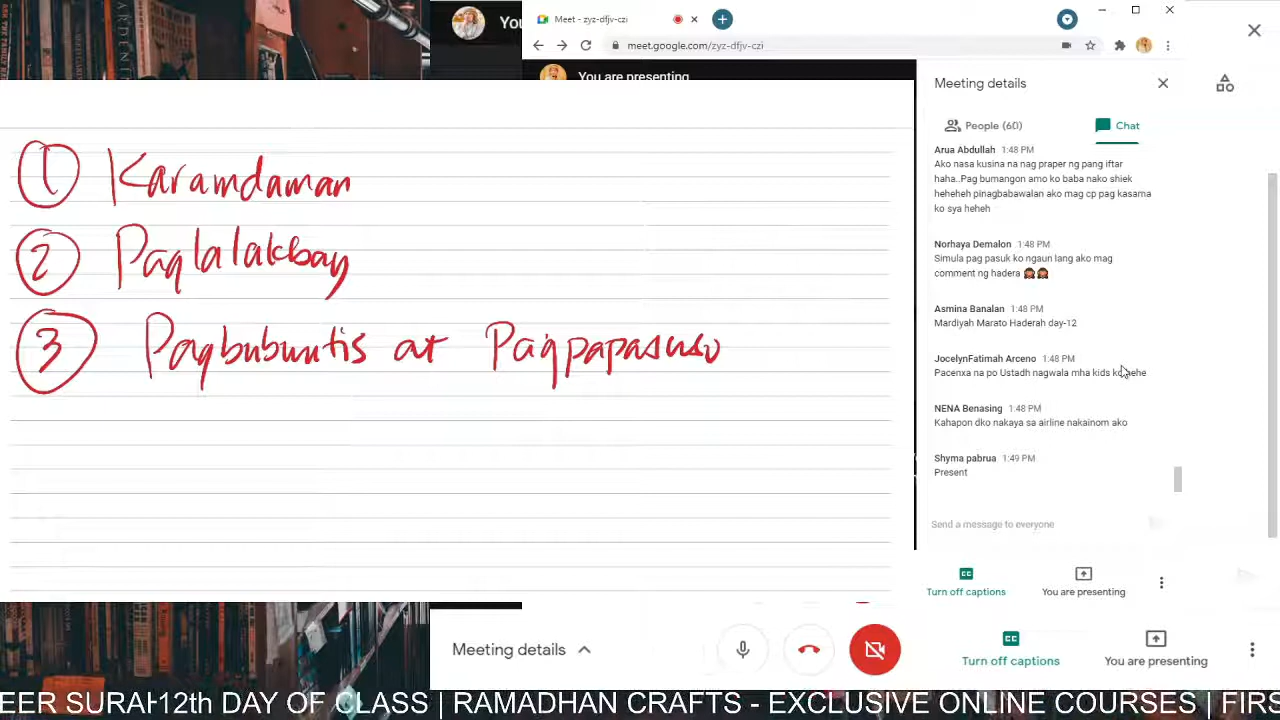 You
Meet - zyz-dfjv-czi
meet.google.com/zyz-dfjv-czi
You are presenting
Meeting details
People (60)
Chat
1 Karamdaman
2 Paglalakbay
3 Pagbubuntis at Pagpapasuso
Arua Abdullah 1:48 PM
Ako nasa kusina na nag praper ng pang iftar
haha..Pag bumangon amo ko baba nako shiek
heheheh pinagbabawalan ako mag cp pag kasama
ko sya heheh
Norhaya Demalon 1:48 PM
Simula pag pasuk ko ngaun lang ako mag
comment ng hadera
Asmina Banalan 1:48 PM
Mardiyah Marato Haderah day-12
JocelynFatimah Arceno 1:48 PM
Pacenxa na po Ustadh nagwala mha kids ko hehe
NENA Benasing 1:48 PM
Kahapon dko nakaya sa airline nakainom ako
Shyma pabrua 1:49 PM
Present
Send a message to everyone
CC
Turn off captions
You are presenting
Meeting details
CC
Turn off captions
You are presenting
EER SURAH 12th DAY OF CLASS | RAMADHAN CRAFTS - EXCLUSIVE ONLINE COURSES | FIRS